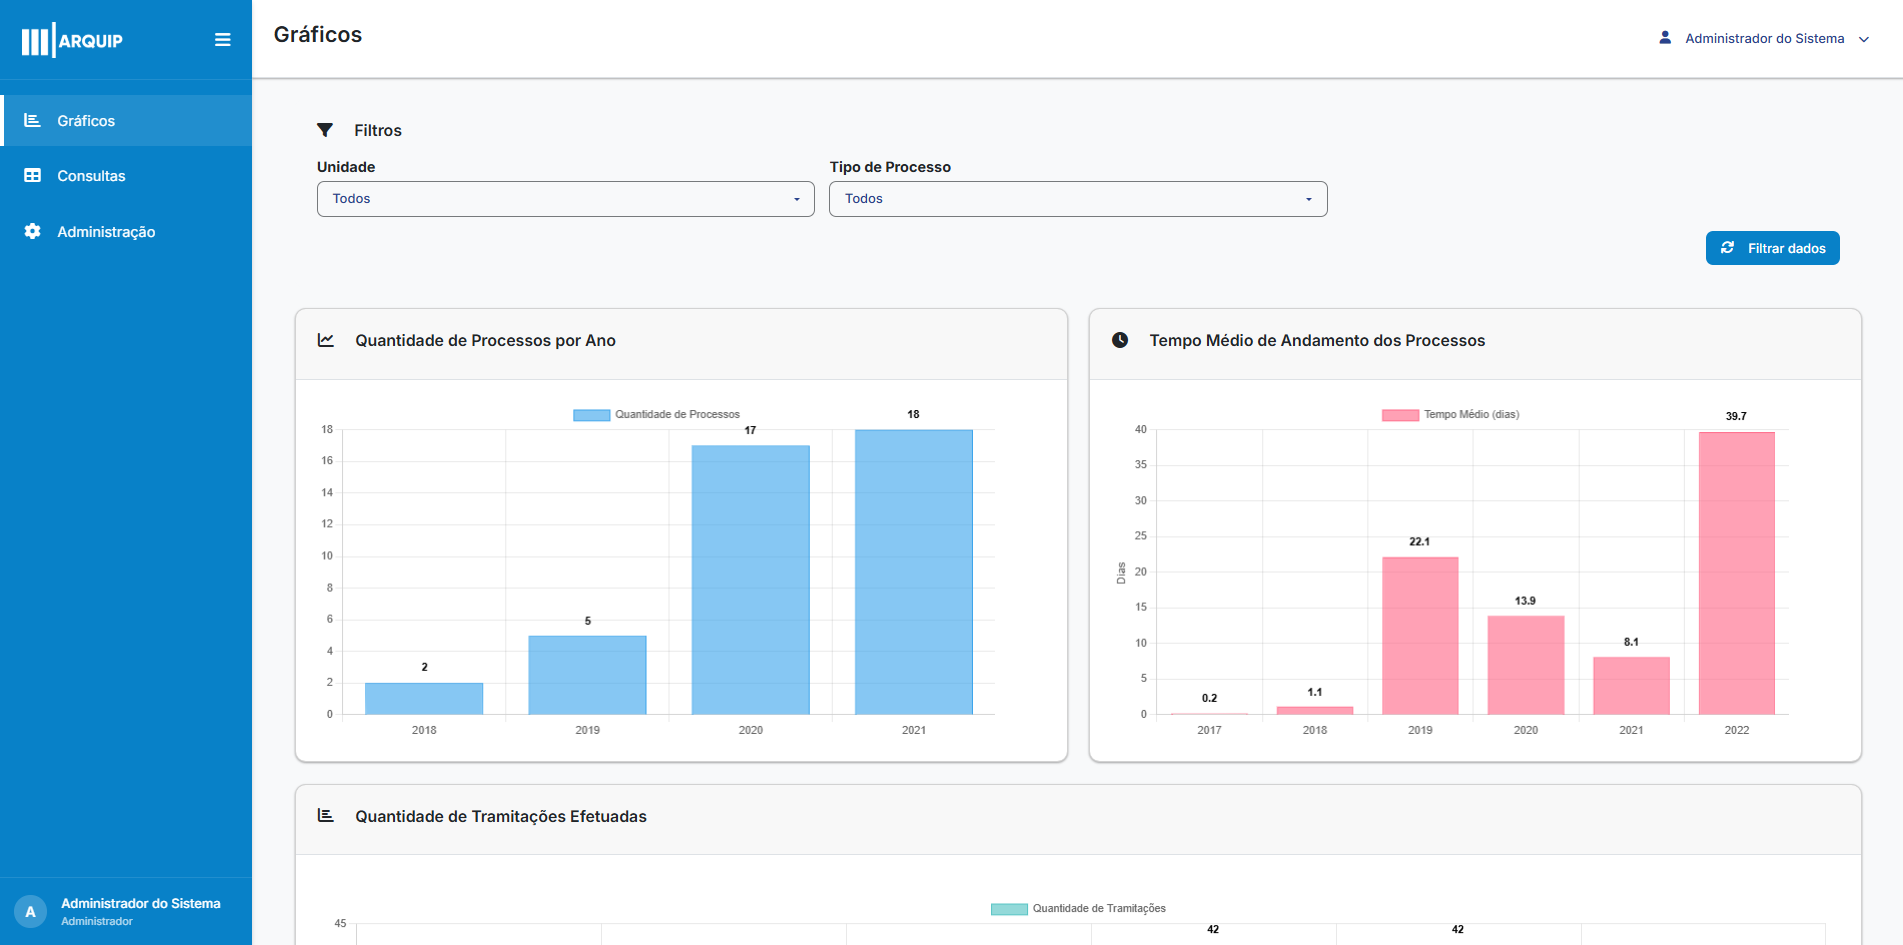 ARQUIP
Gráficos
Administrador do Sistema
Gráficos
Consultas
Administração
Filtros
Unidade
Tipo de Processo
Todos
Todos
Filtrar dados
Quantidade de Processos por Ano
Quantidade de Processos
18
17
18
16
14
12
10
8
6
5
4
2
2
0
2018 2019 2020 2021
Tempo Médio de Andamento dos Processos
Tempo Médio (dias)
39.7
40
35
30
25
22.1
Dias
20
13.9
15
8.1
10
5
1.1
0.2
0
2017 2018 2019 2020 2021 2022
Quantidade de Tramitações Efetuadas
Quantidade de Tramitações
45
42 42
A
Administrador do Sistema
Administrador